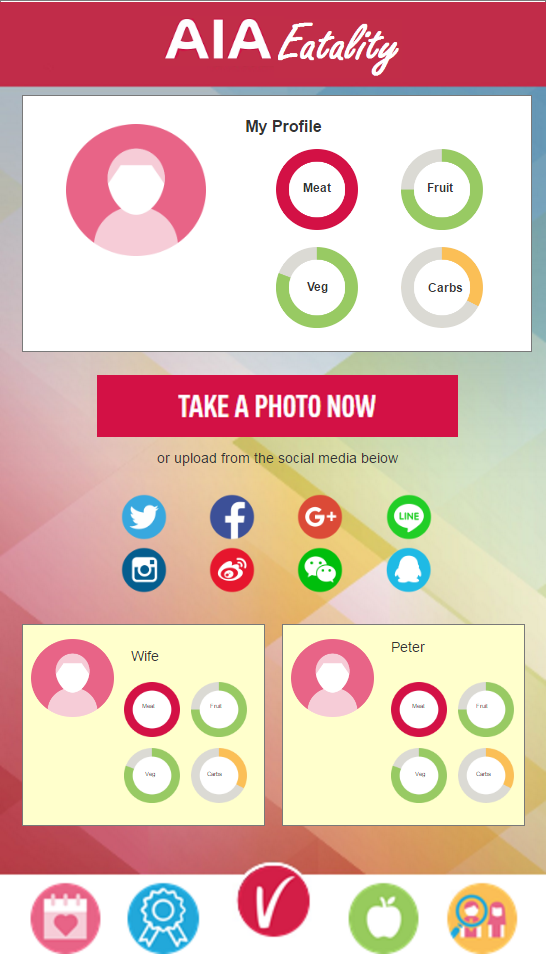 AIA Eatality
My Profile
Meat
Fruit
Veg
Carbs
TAKE A PHOTO NOW
or upload from the social media below
G+
LINE
Wife
Meat
Fruit
Veg
Carbs
Peter
Meat
Fruit
Veg
Carbs